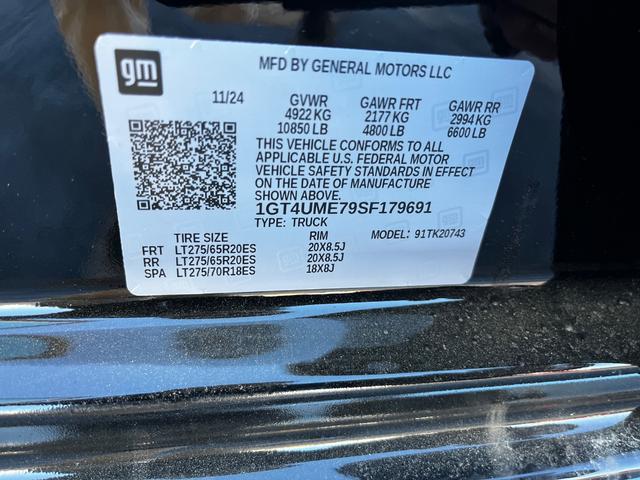 gm
MFD BY GENERAL MOTORS LLC
11/24 GVWR GAWR FRT GAWR RR
4922 KG 2177 KG 2994 KG
10850 LB 4800 LB 6600 LB
THIS VEHICLE CONFORMS TO ALL
APPLICABLE U.S. FEDERAL MOTOR
VEHICLE SAFETY STANDARDS IN EFFECT
ON THE DATE OF MANUFACTURE SHOWN ABOVE
1GT4UME79SF179691
TYPE: TRUCK
TIRE SIZE RIM MODEL: 91TK20743
FRT LT275/65R20ES 20X8.5J
RR LT275/65R20ES 20X8.5J
SPA LT275/70R18ES 18X8J